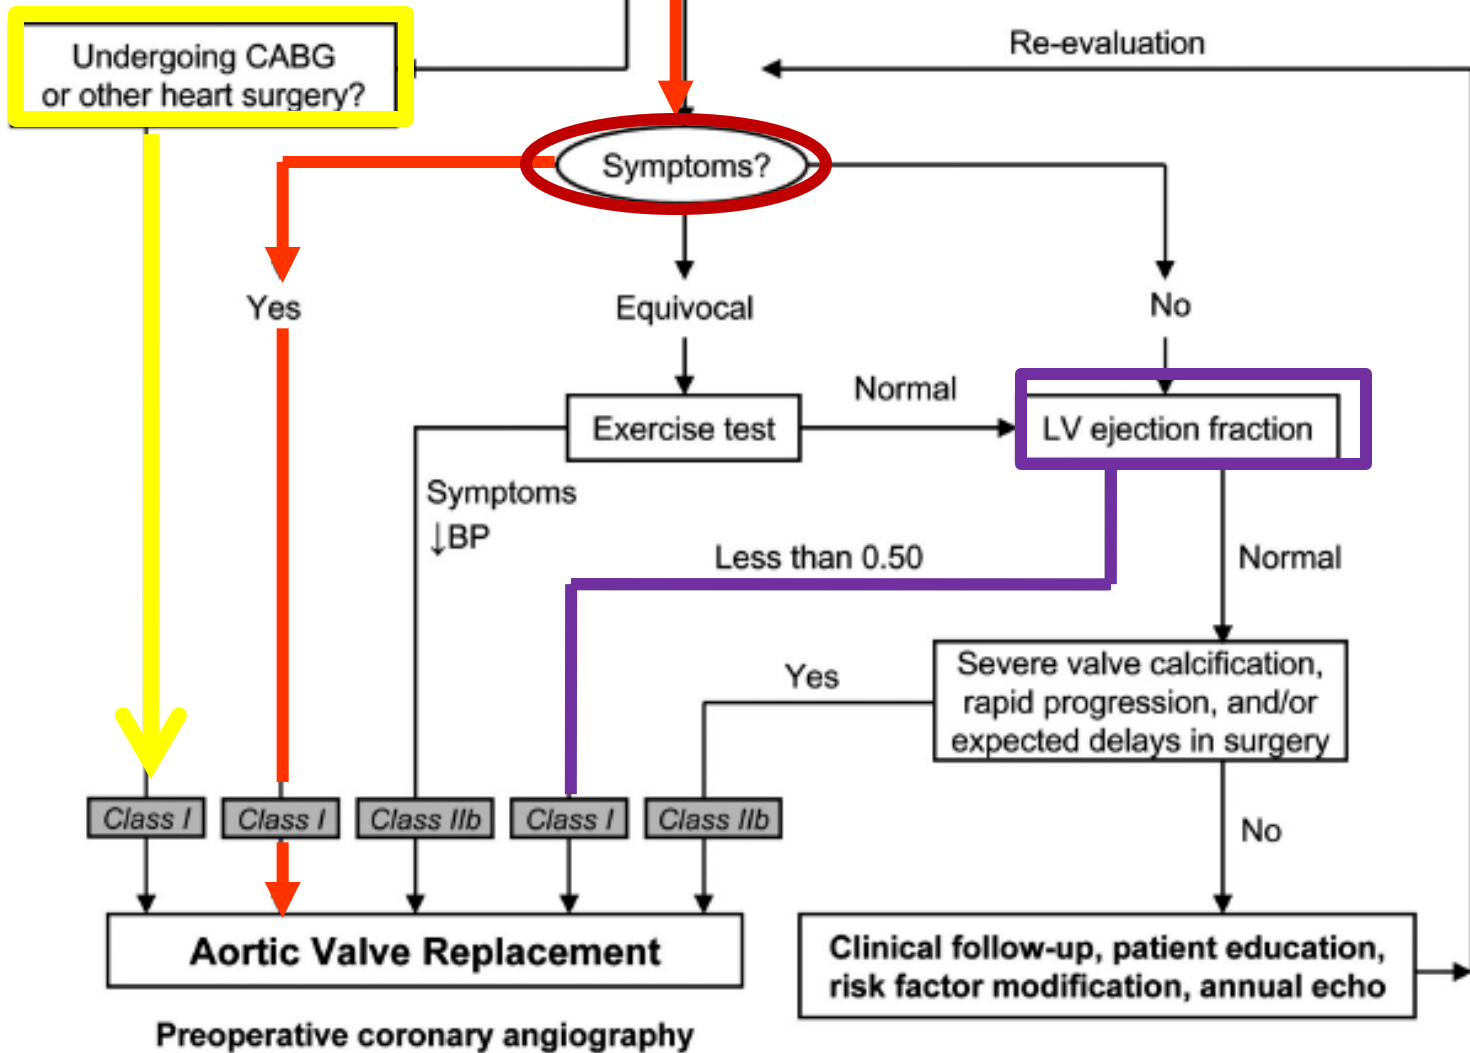 Re-evaluation
Undergoing CABG
or other heart surgery?
Symptoms?
Yes
Equivocal
No
Normal
Exercise test
LV ejection fraction
Symptoms
↓BP
Less than 0.50
Normal
Yes
Severe valve calcification,
rapid progression, and/or
expected delays in surgery
Class I
Class I
Class IIb
Class I
Class IIb
No
Aortic Valve Replacement
Clinical follow-up, patient education,
risk factor modification, annual echo
Preoperative coronary angiography